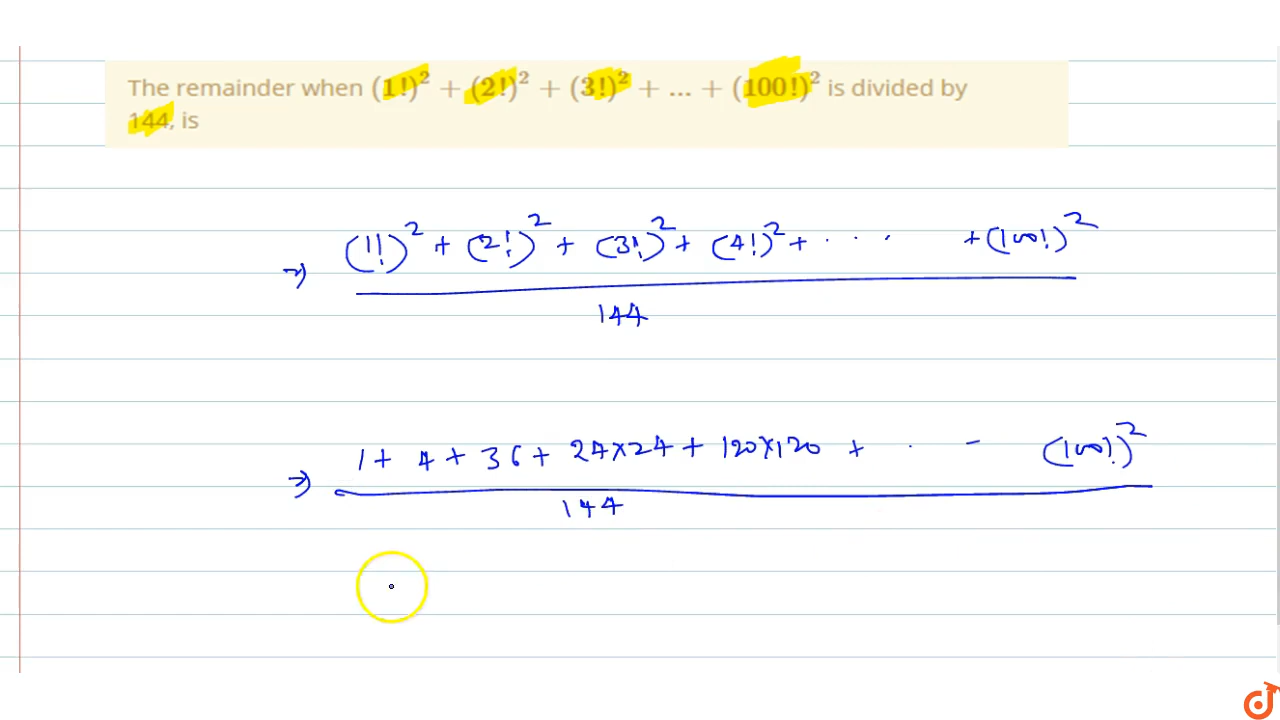 The remainder when (1!)² + (2!)² + (3!)² + ... + (100!)² is divided by
144, is
⇒ (1!)² + (2!)² + (3!)² + (4!)² + . . . + (100!)²
144
⇒ 1 + 4 + 36 + 24×24 + 120×120 + . - (100!)²
144